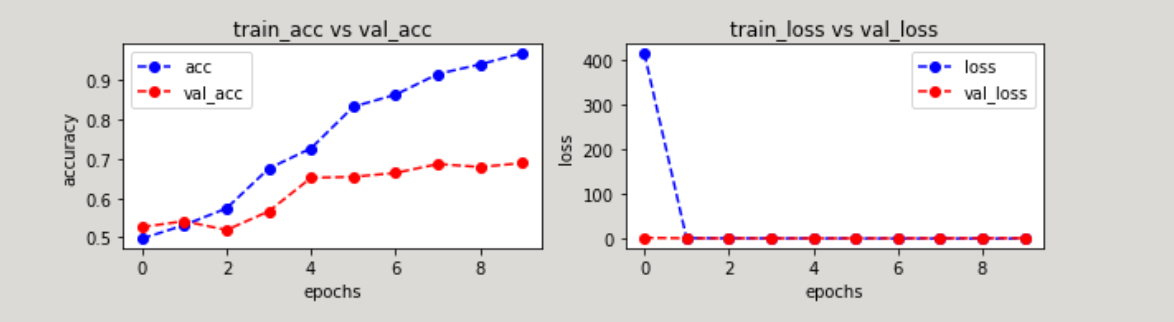 train_acc vs val_acc
acc
val_acc
0.9
0.8
0.7
0.6
0.5
accuracy
0 2 4 6 8
epochs
train_loss vs val_loss
loss
val_loss
400
300
200
100
0
loss
0 2 4 6 8
epochs